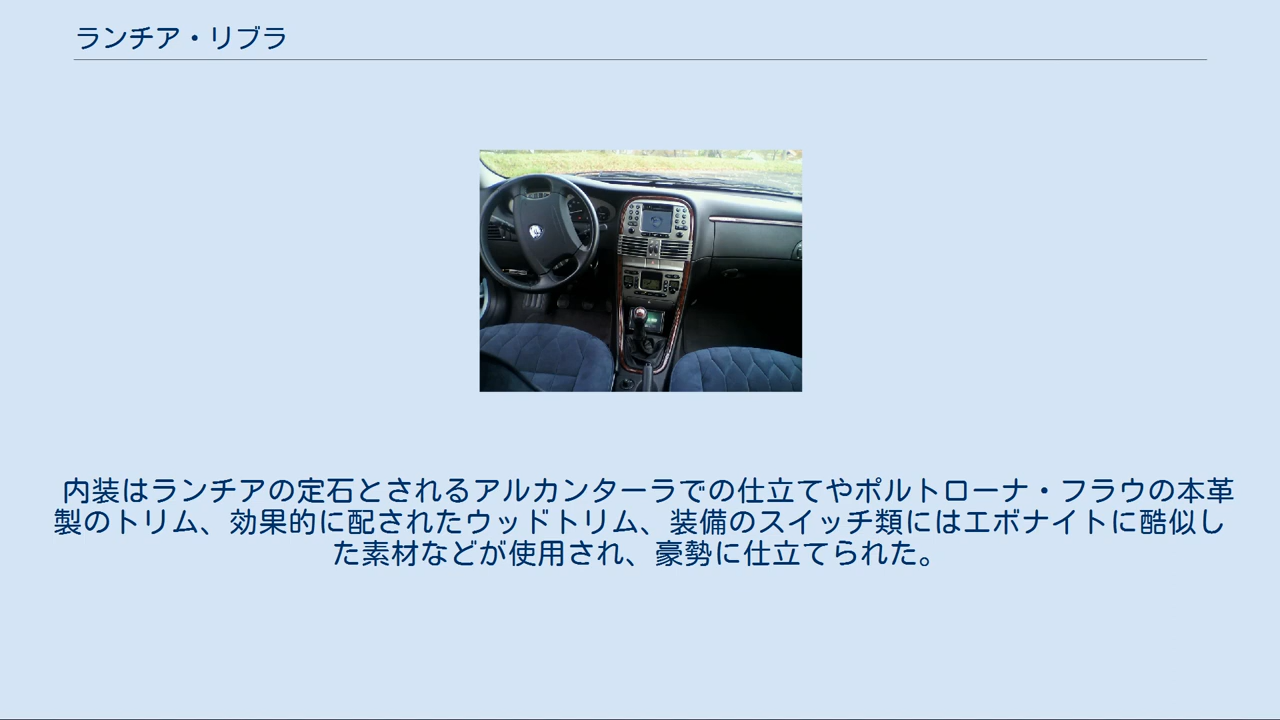 ランチア・リブラ
内装はランチアの定石とされるアルカンターラでの仕立てやポルトローナ・フラウの本革
製のトリム、効果的に配されたウッドトリム、装備のスイッチ類にはエボナイトに酷似し
た素材などが使用され、豪勢に仕立てられた。